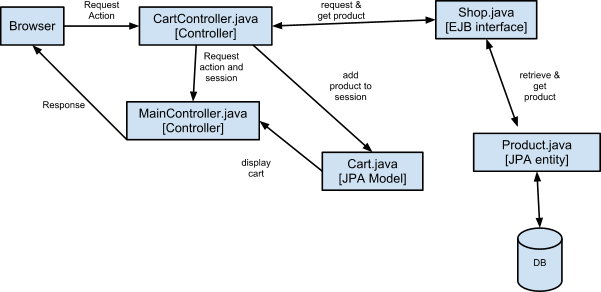 Request
Action
Browser
CartController.java
[Controller]
request &
get product
Shop.java
[EJB interface]
Request
action and
session
add
product to
session
retrieve &
get
product
Response
MainController.java
[Controller]
display
cart
Cart.java
[JPA Model]
Product.java
[JPA entity]
DB